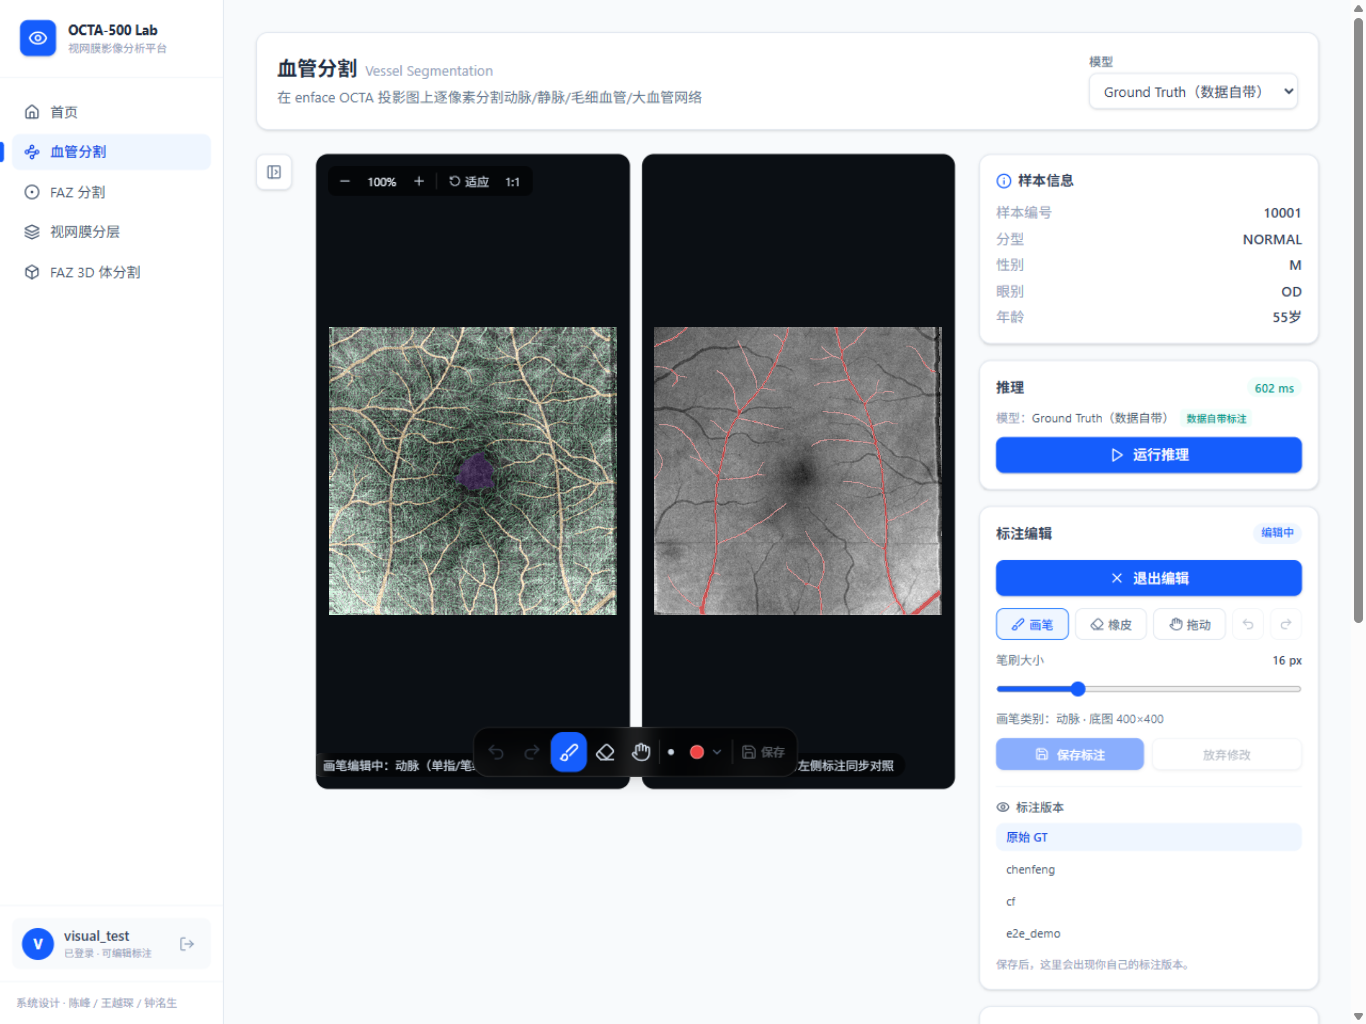 OCTA-500 Lab
视网膜影像分析平台
首页
血管分割
FAZ 分割
视网膜分层
FAZ 3D 体分割
V
visual_test
已登录 · 可编辑标注
系统设计 · 陈峰 / 王越琛 / 钟洺生
血管分割 Vessel Segmentation
在 enface OCTA 投影图上逐像素分割动脉/静脉/毛细血管/大血管网络
模型
Ground Truth（数据自带）
100%
适应
1:1
画笔编辑中：动脉（单指/笔
保存
左侧标注同步对照
样本信息
样本编号 10001
分型 NORMAL
性别 M
眼别 OD
年龄 55岁
推理 602 ms
模型：Ground Truth（数据自带） 数据自带标注
运行推理
标注编辑 编辑中
退出编辑
画笔 橡皮 拖动
笔刷大小 16 px
画笔类别：动脉 · 底图 400×400
保存标注 放弃修改
标注版本
原始 GT
chenfeng
cf
e2e_demo
保存后，这里会出现你自己的标注版本。